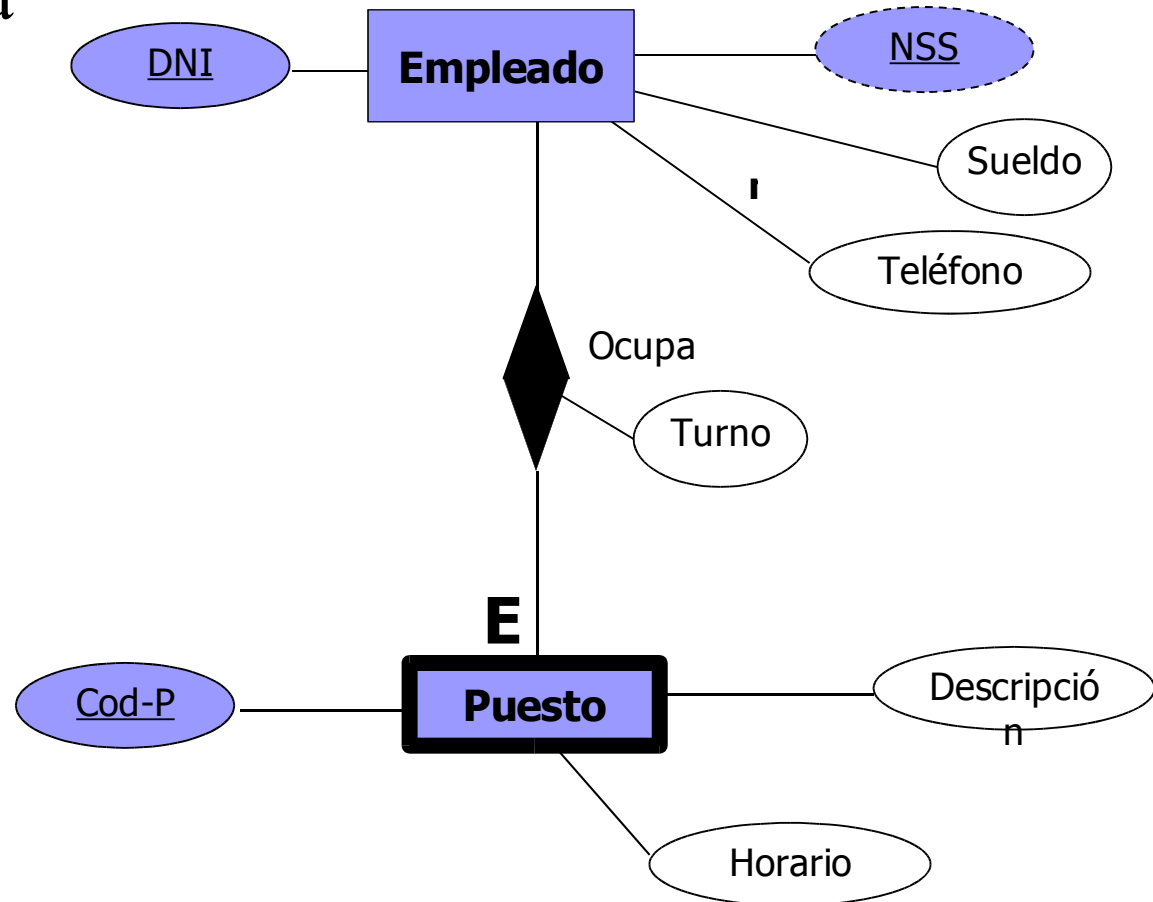 DNI
Empleado
NSS
Sueldo
Teléfono
Ocupa
Turno
E
Cod-P
Puesto
Descripció
n
Horario